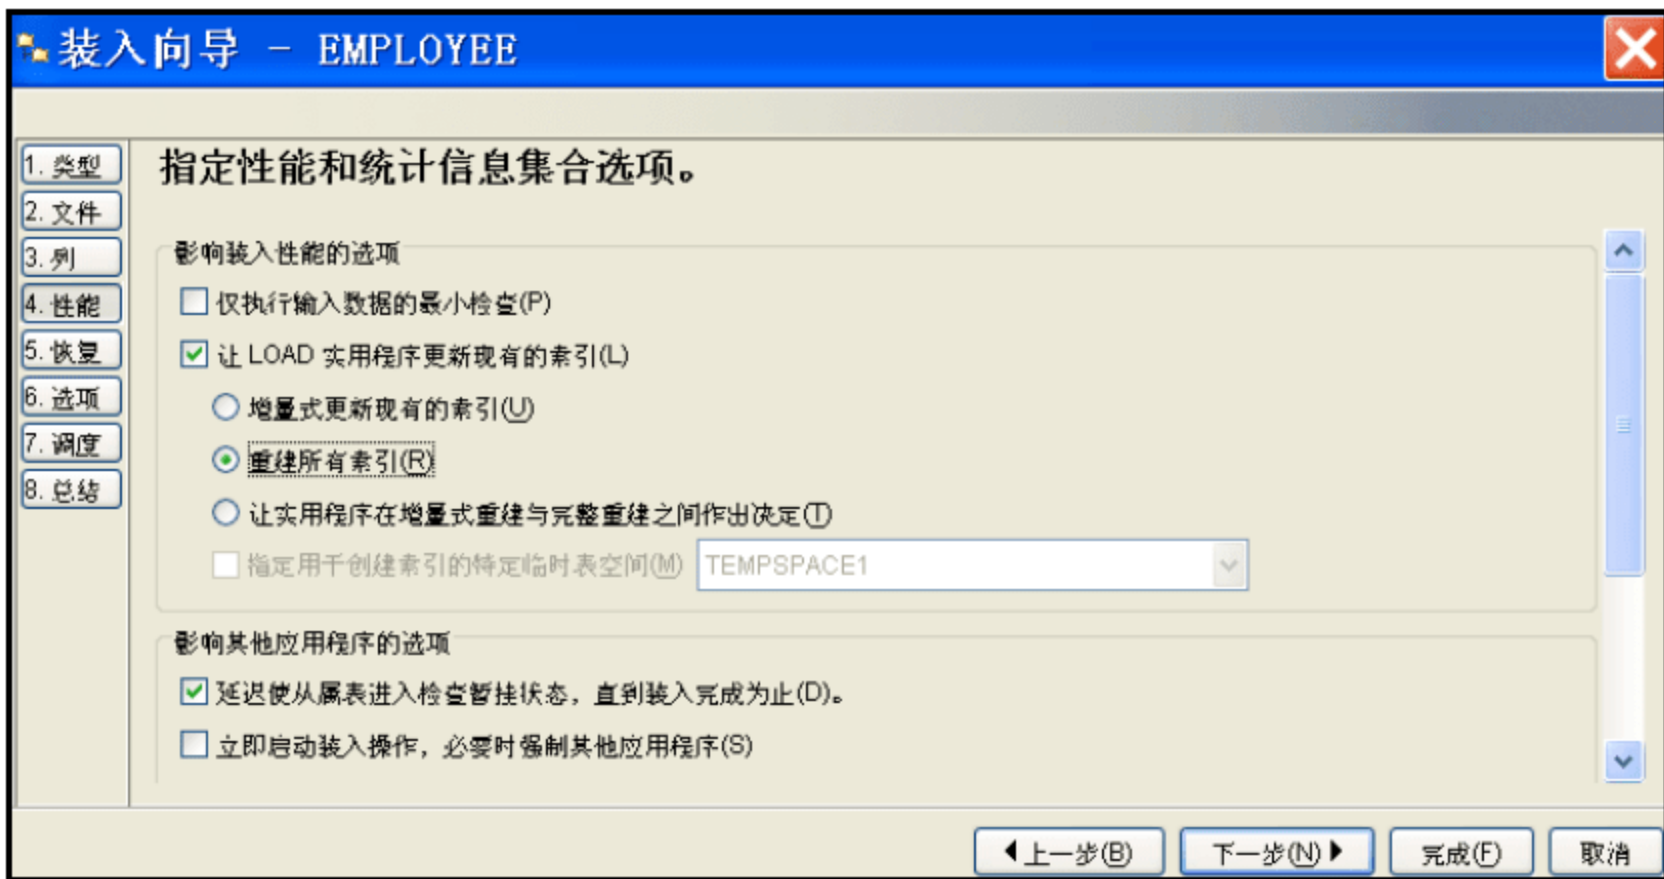 装入向导 - EMPLOYEE
1. 类型
2. 文件
3. 列
4. 性能
5. 恢复
6. 选项
7. 调度
8. 总结
指定性能和统计信息集合选项。
影响装入性能的选项
仅执行输入数据的最小检查(P)
让 LOAD 实用程序更新现有的索引(L)
增量式更新现有的索引(U)
重建所有索引(R)
让实用程序在增量式重建与完整重建之间作出决定(T)
指定用于创建索引的特定临时表空间(M) TEMPSPACE1
影响其他应用程序的选项
延迟使从属表进入检查暂挂状态，直到装入完成为止(D)。
立即启动装入操作，必要时强制其他应用程序(S)
上一步(B) 下一步(N) 完成(F) 取消